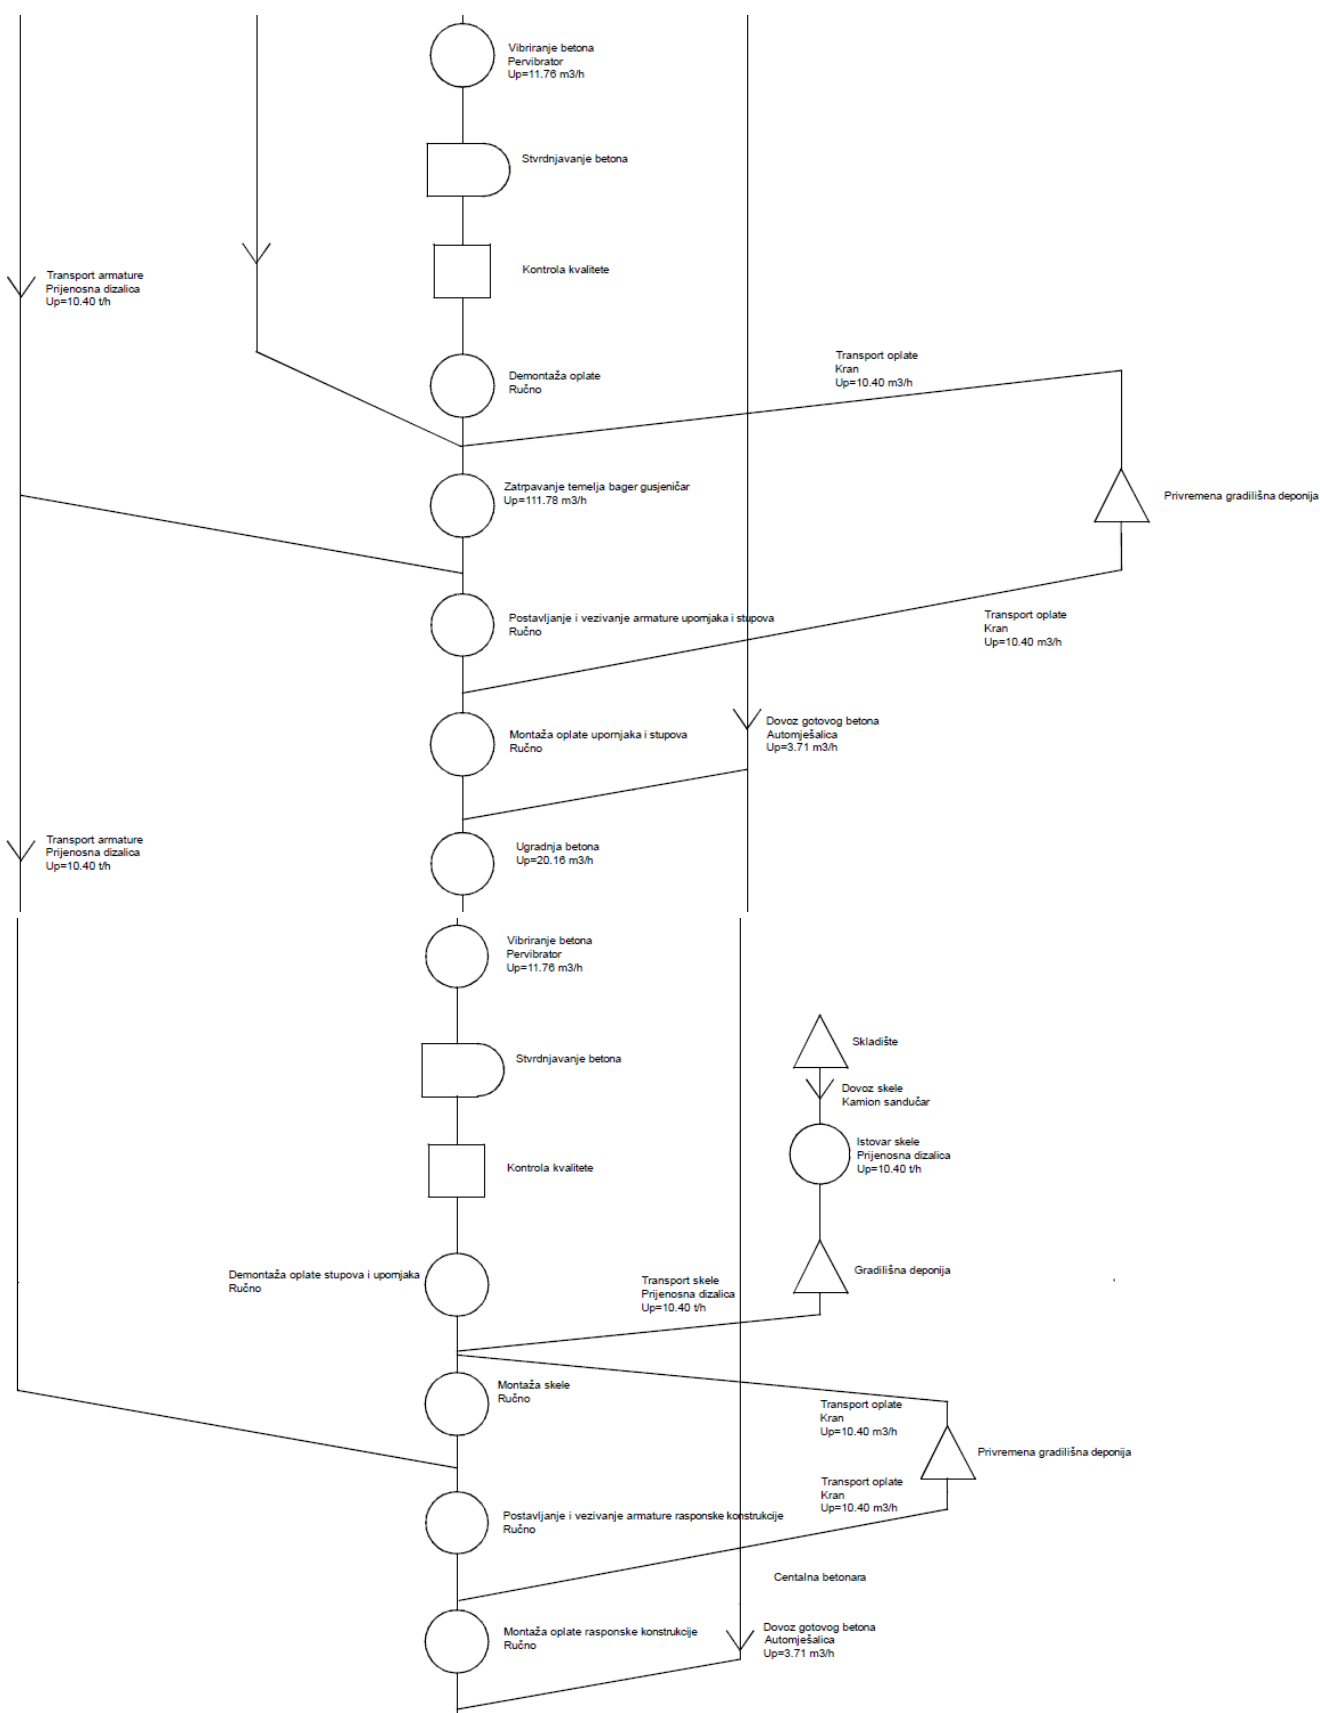 Vibriranje betona
Pervibrator
Up=11.76 m3/h
Stvrdnjavanje betona
Kontrola kvalitete
Transport armature
Prijenosna dizalica
Up=10.40 t/h
Demontaža oplate
Ručno
Transport oplate
Kran
Up=10.40 m3/h
Zatrpavanje temelja bager gusjeničar
Up=111.78 m3/h
Privremena gradilišna deponija
Postavljanje i vezivanje armature upornjaka i stupova
Ručno
Transport oplate
Kran
Up=10.40 m3/h
Montaža oplate upornjaka i stupova
Ručno
Dovoz gotovog betona
Automješalica
Up=3.71 m3/h
Transport armature
Prijenosna dizalica
Up=10.40 t/h
Ugradnja betona
Up=20.16 m3/h
Vibriranje betona
Pervibrator
Up=11.76 m3/h
Stvrdnjavanje betona
Skladište
Dovoz skele
Kamion sandučar
Istovar skele
Prijenosna dizalica
Up=10.40 t/h
Kontrola kvalitete
Demontaža oplate stupova i upornjaka
Ručno
Transport skele
Prijenosna dizalica
Up=10.40 t/h
Gradilišna deponija
Montaža skele
Ručno
Transport oplate
Kran
Up=10.40 m3/h
Privremena gradilišna deponija
Transport oplate
Kran
Up=10.40 m3/h
Postavljanje i vezivanje armature rasponske konstrukcije
Ručno
Centalna betonara
Montaža oplate rasponske konstrukcije
Ručno
Dovoz gotovog betona
Automješalica
Up=3.71 m3/h